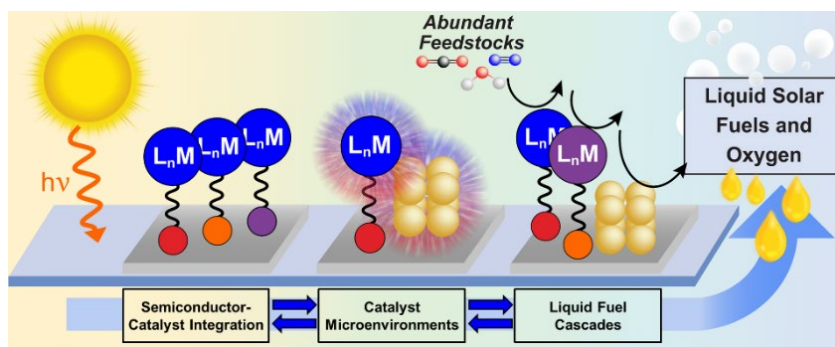 Abundant
Feedstocks
hν
LₙM
LₙM
LₙM
LₙM
LₙM
LₙM
Liquid Solar
Fuels and
Oxygen
Semiconductor-
Catalyst Integration
Catalyst
Microenvironments
Liquid Fuel
Cascades